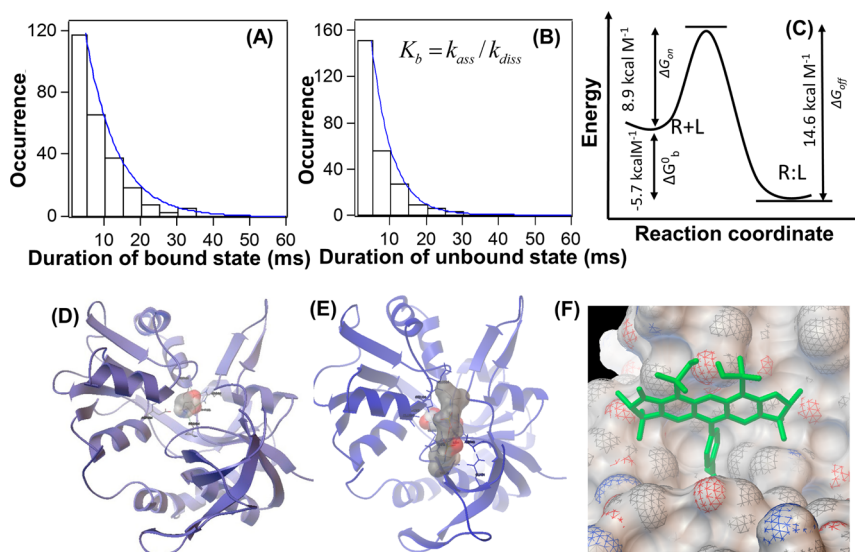 (A)
120
80
40
0
Occurrence
0 10 20 30 40 50 60
Duration of bound state (ms)
(B)
K_b = k_ass / k_diss
160
120
80
40
0
Occurrence
0 10 20 30 40 50 60
Duration of unbound state (ms)
(C)
Energy
8.9 kcal M⁻¹
ΔG_on
-5.7 kcalM⁻¹
ΔG⁰_b
R+L
R:L
14.6 kcal M⁻¹
ΔG_off
Reaction coordinate
(D)
(E)
(F)